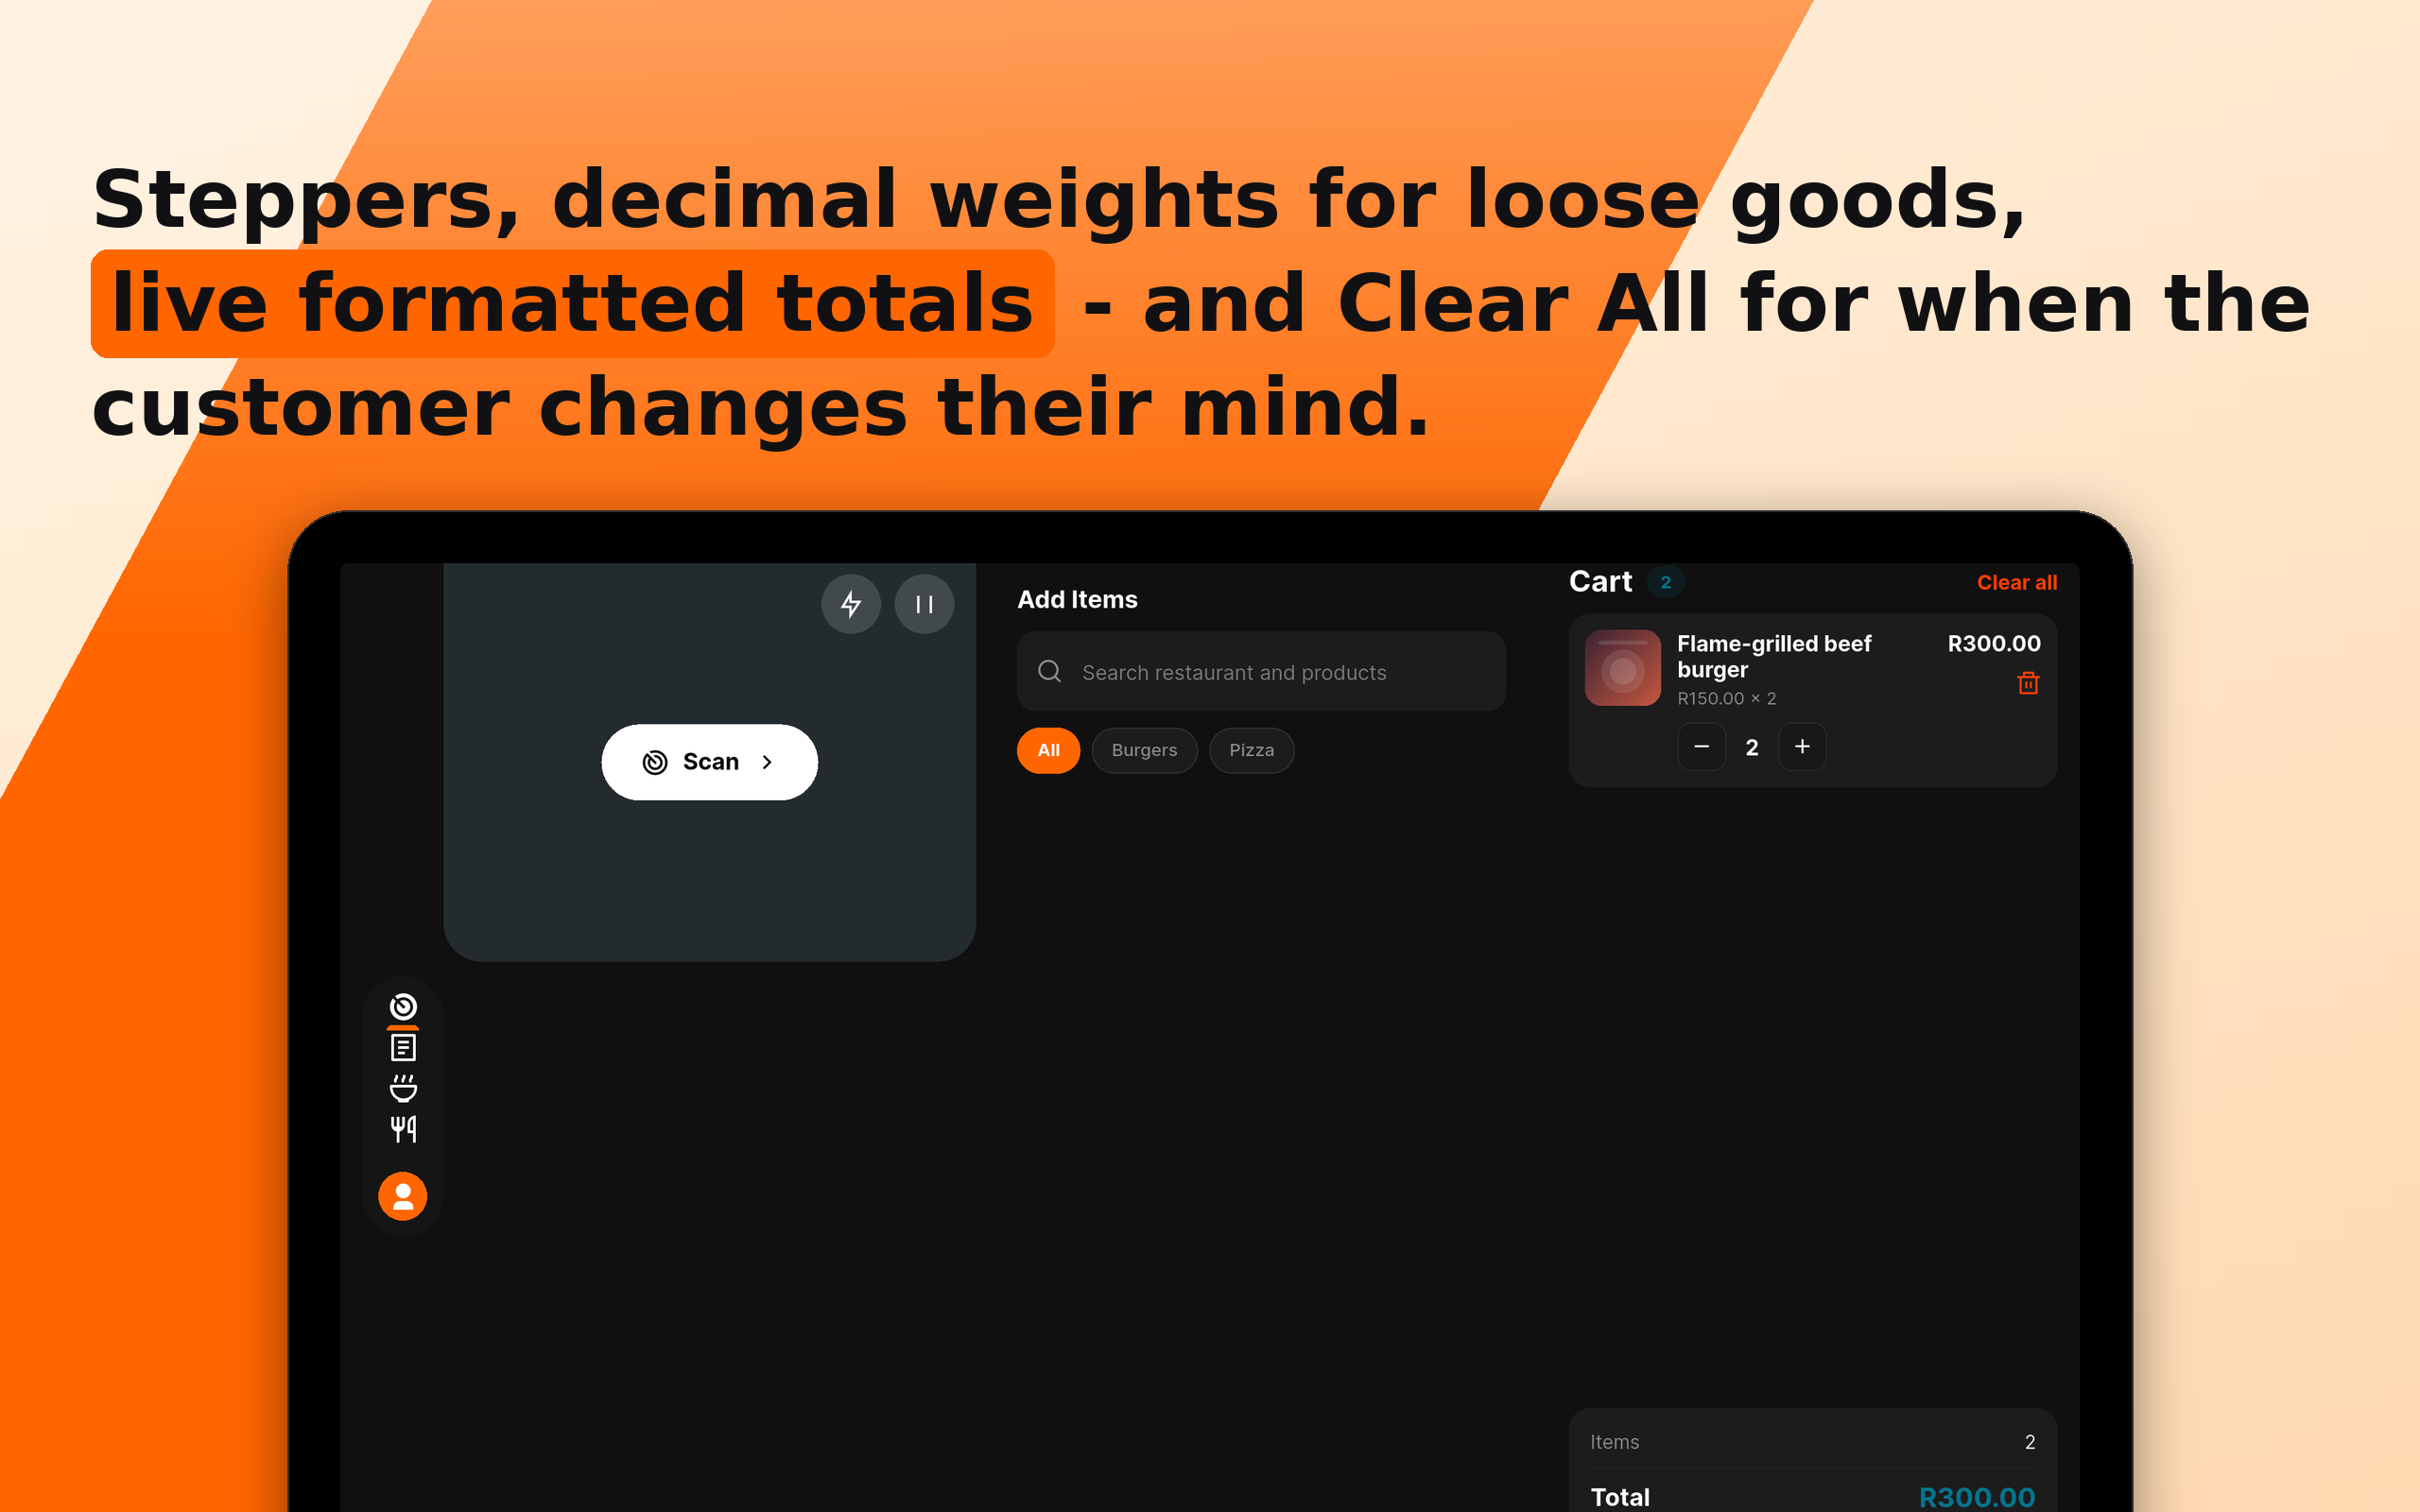 Steppers, decimal weights for loose goods,
live formatted totals - and Clear All for when the
customer changes their mind.
Scan
Add Items
Search restaurant and products
All
Burgers
Pizza
Cart 2
Clear all
Flame-grilled beef
burger
R300.00
R150.00 × 2
− 2 +
Items 2
Total R300.00